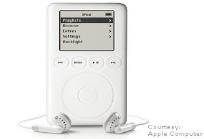 iPod
Playlists >
Browse >
Extras >
Settings >
Backlight
Courtesy:
Apple Computer